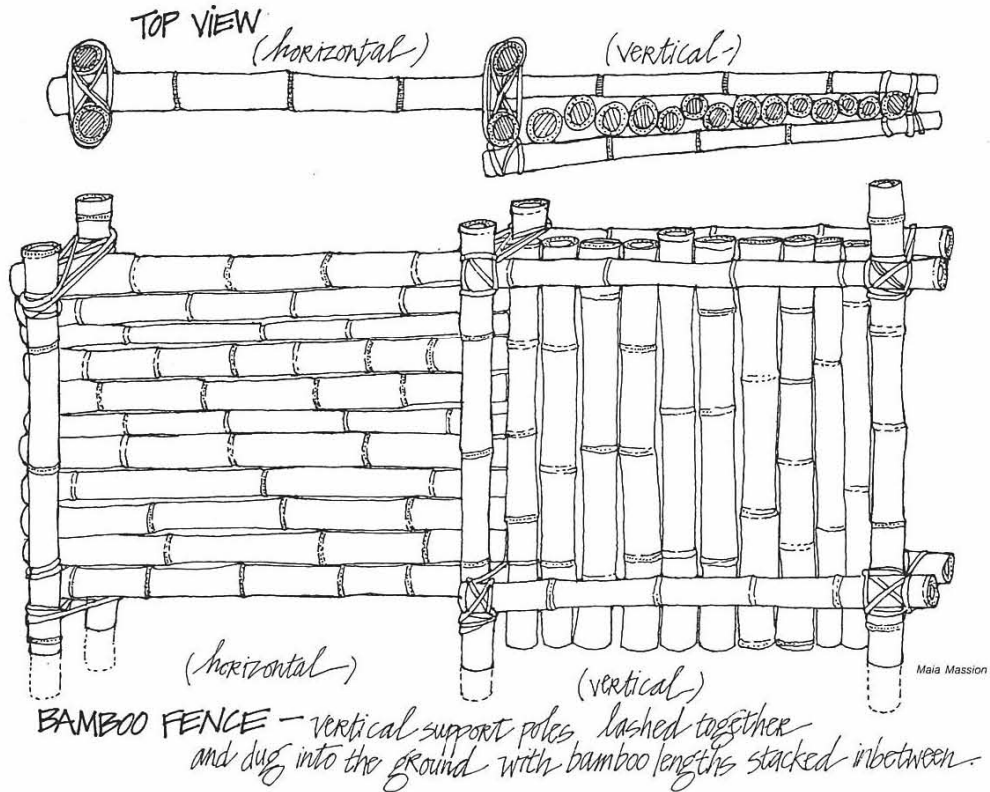 TOP VIEW
(horizontal)
(vertical)
(horizontal)
(vertical)
Maia Massion
BAMBOO FENCE — vertical support poles lashed together
and dug into the ground with bamboo lengths stacked inbetween.